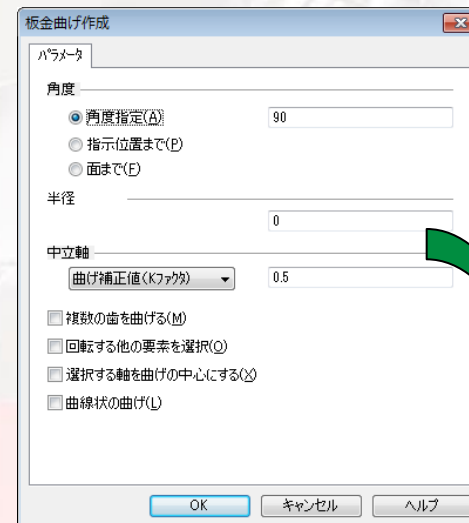 板金曲げ作成
パラメータ
角度
角度指定(A) 90
指示位置まで(P)
面まで(F)
半径
0
中立軸
曲げ補正値(Kファクタ) 0.5
複数の歯を曲げる(M)
回転する他の要素を選択(O)
選択する軸を曲げの中心にする(X)
曲線状の曲げ(L)
OK キャンセル ヘルプ